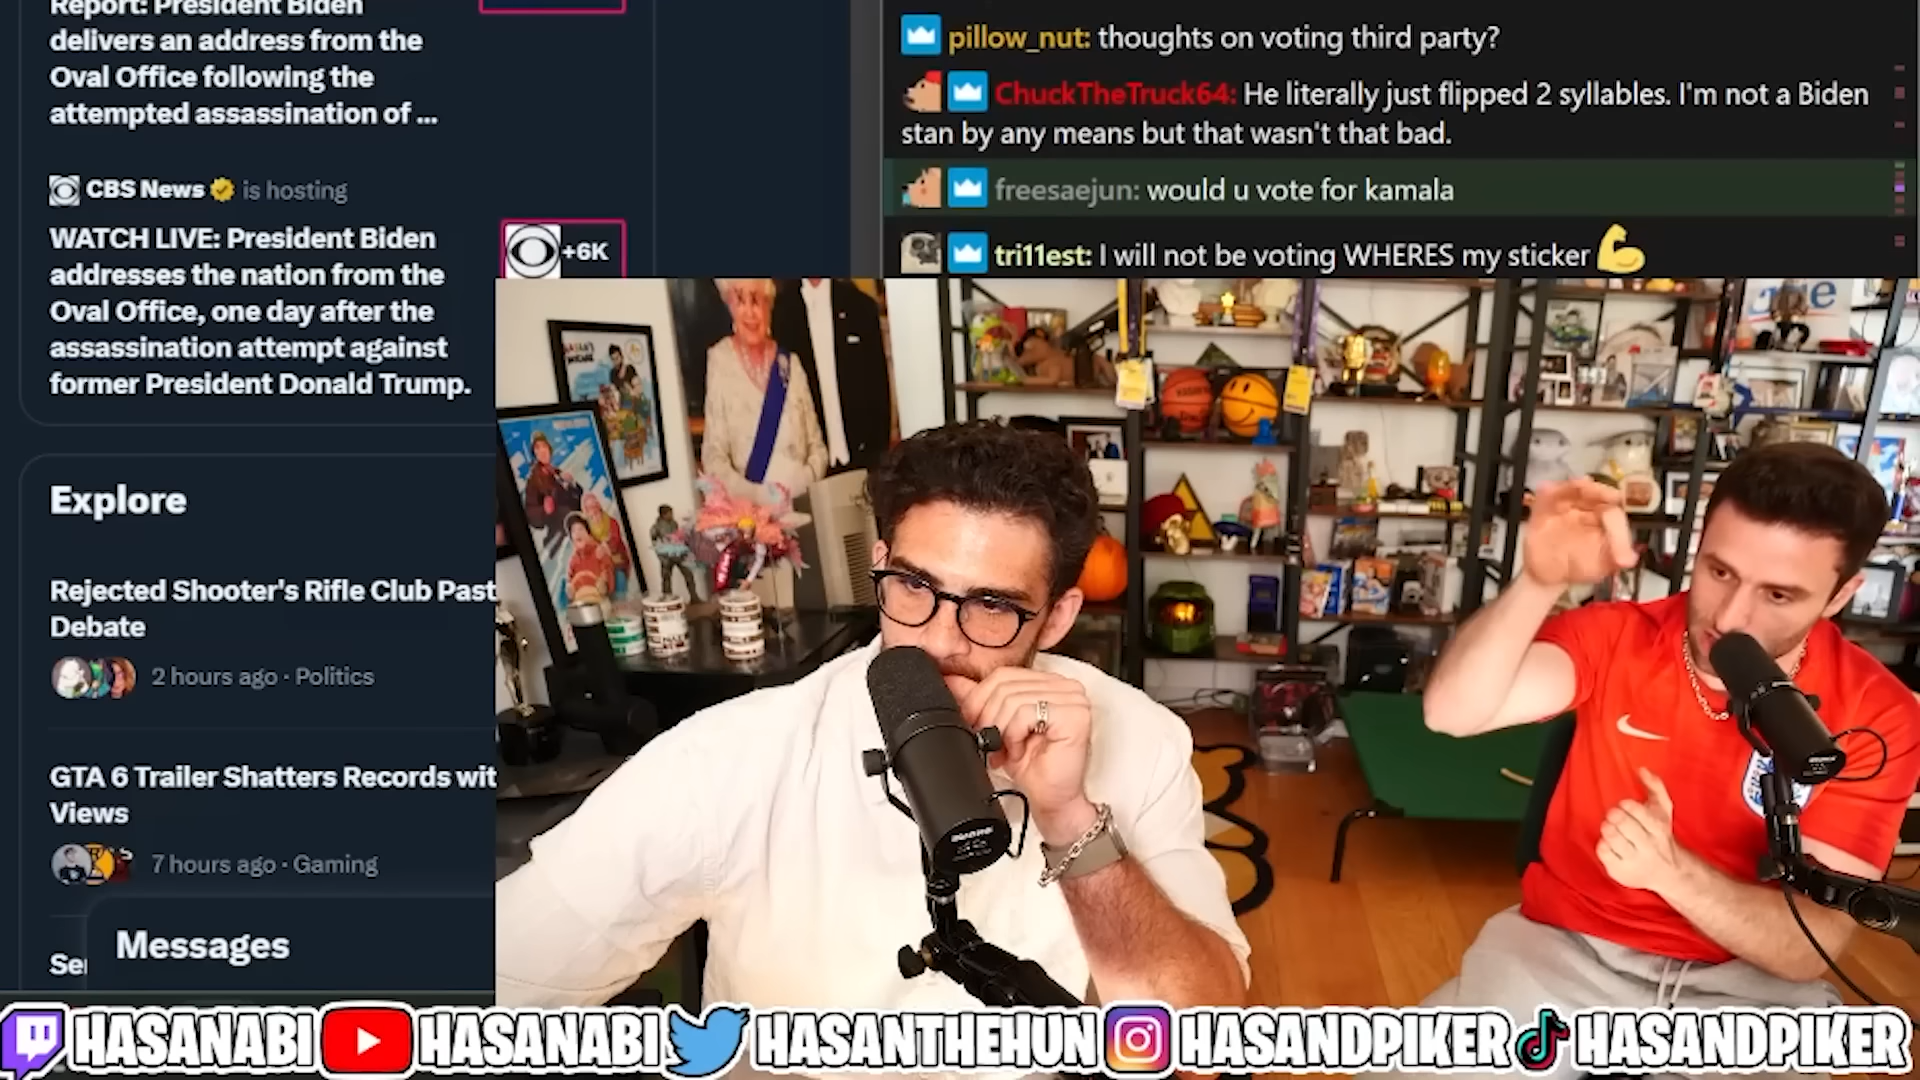 Report: President Biden
delivers an address from the
Oval Office following the
attempted assassination of ...
CBS News is hosting
WATCH LIVE: President Biden
addresses the nation from the
Oval Office, one day after the
assassination attempt against
former President Donald Trump.
+6K
Explore
Rejected Shooter's Rifle Club Past
Debate
2 hours ago · Politics
GTA 6 Trailer Shatters Records wit
Views
7 hours ago · Gaming
Messages
pillow_nut: thoughts on voting third party?
ChuckTheTruck64: He literally just flipped 2 syllables. I'm not a Biden
stan by any means but that wasn't that bad.
freesaejun: would u vote for kamala
tri11est: I will not be voting WHERES my sticker
HASANABI HASANABI HASANTHEHUN HASANDPIKER HASANDPIKER